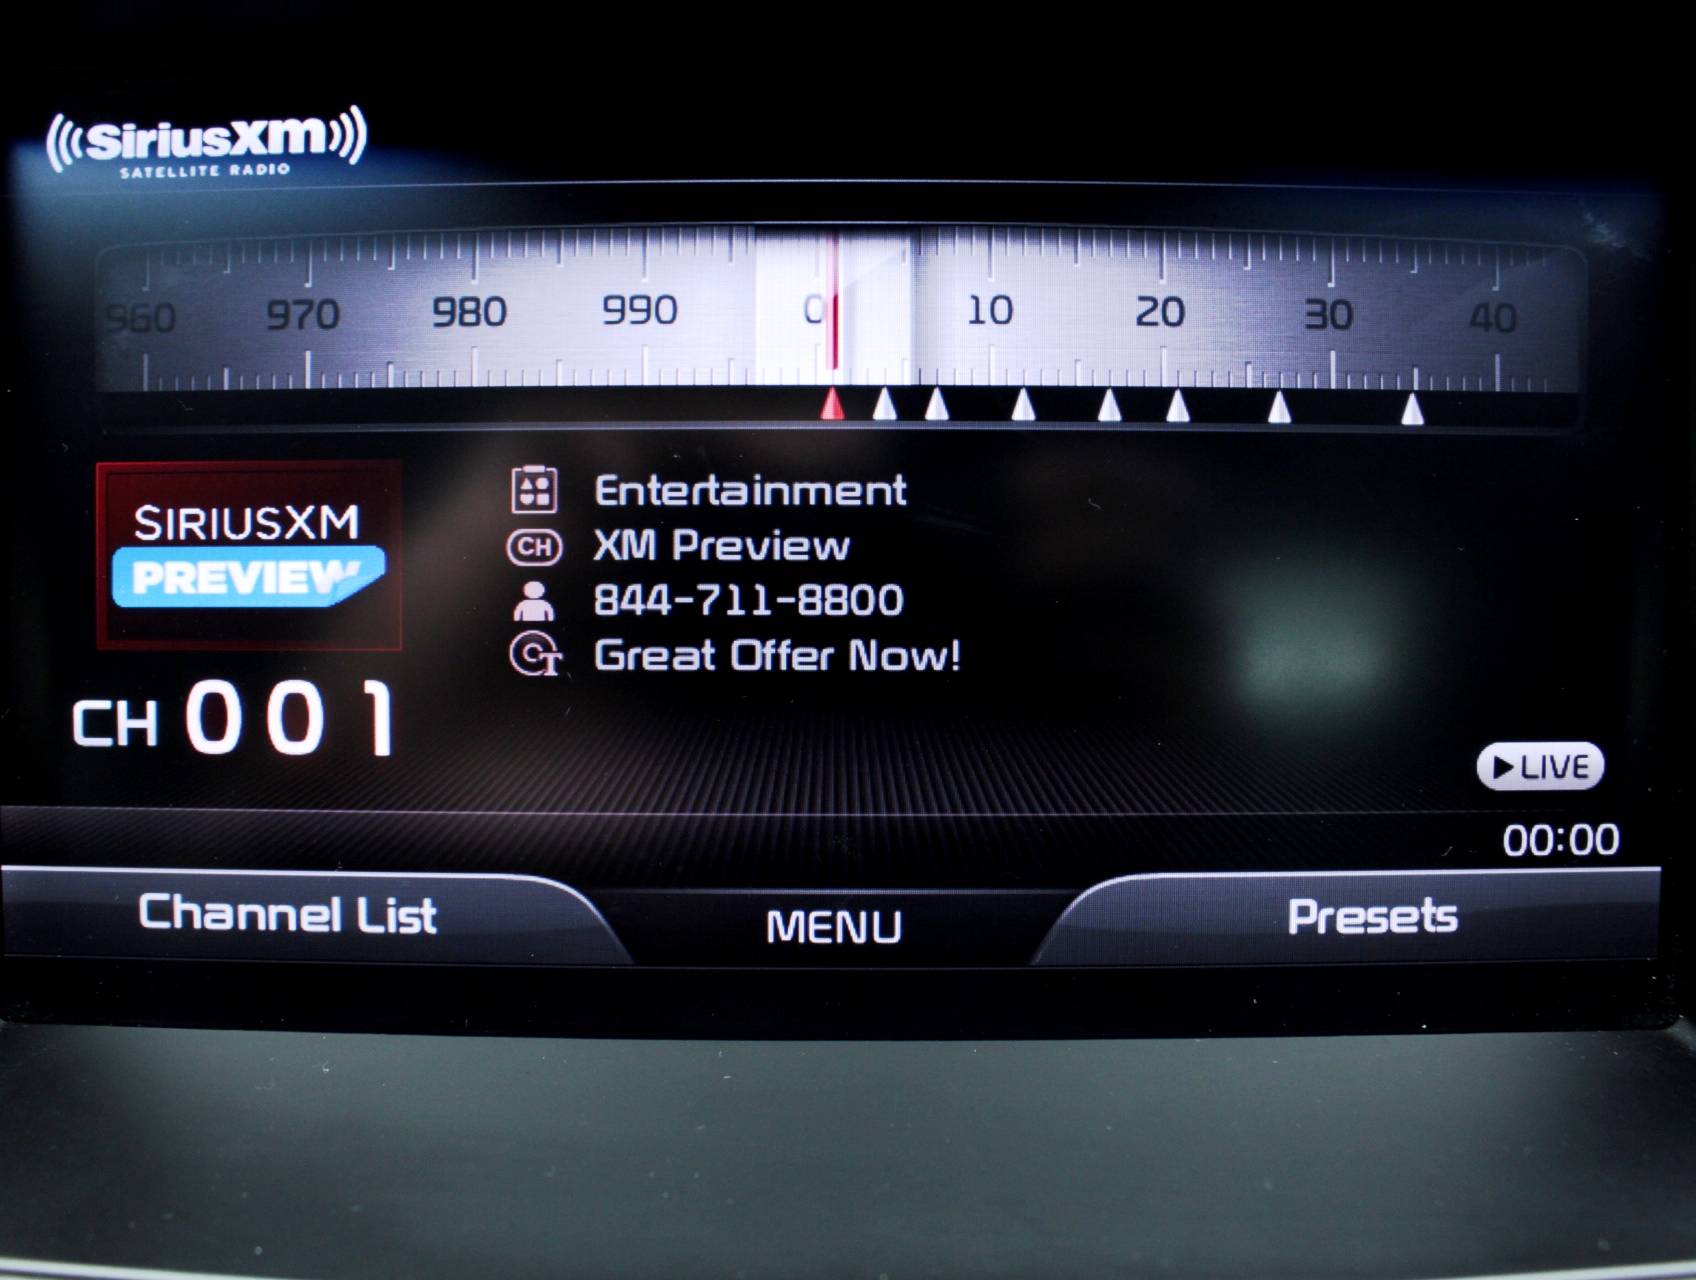 SiriusXM
SATELLITE RADIO
960 970 980 990 0 10 20 30 40
SIRIUSXM
PREVIEW
Entertainment
CH XM Preview
844-711-8800
Great Offer Now!
CH 001
LIVE
00:00
Channel List MENU Presets